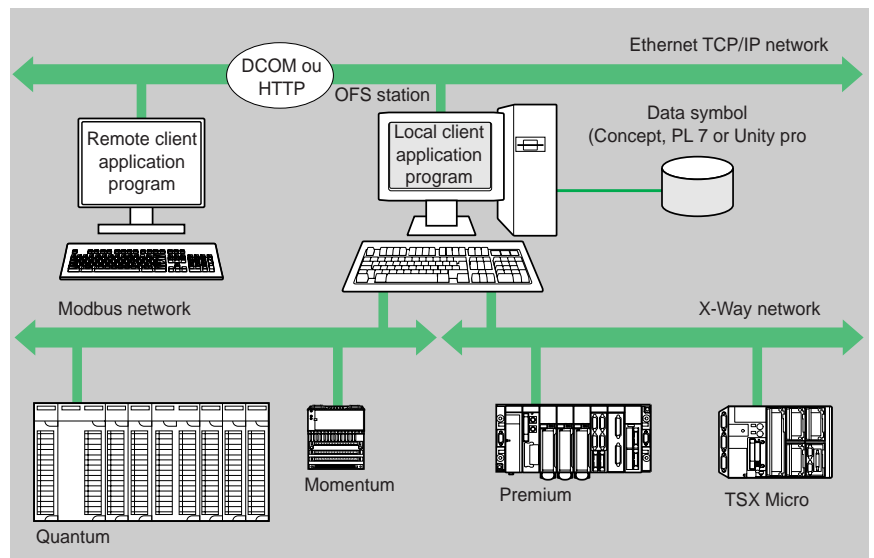 Ethernet TCP/IP network
DCOM ou
HTTP
OFS station
Remote client
application
program
Local client
application
program
Data symbol
(Concept, PL 7 or Unity pro
Modbus network
X-Way network
Quantum
Momentum
Premium
TSX Micro